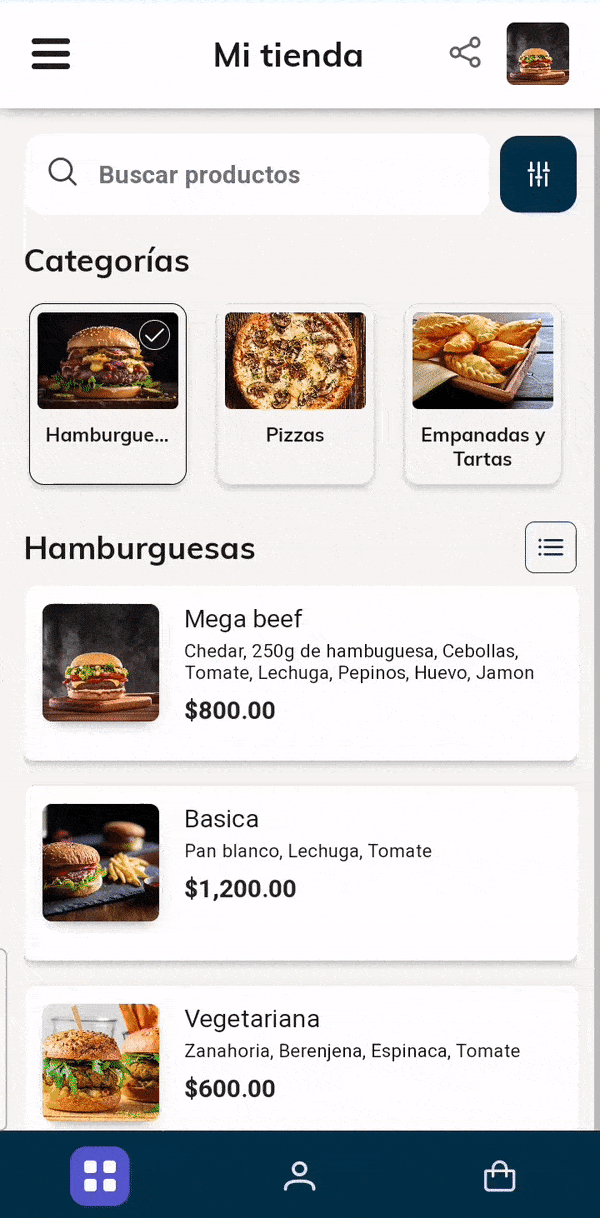 Mi tienda
Buscar productos
Categorías
Hamburgue...
Pizzas
Empanadas y
Tartas
Hamburguesas
Mega beef
Chedar, 250g de hambuguesa, Cebollas,
Tomate, Lechuga, Pepinos, Huevo, Jamon
$800.00
Basica
Pan blanco, Lechuga, Tomate
$1,200.00
Vegetariana
Zanahoria, Berenjena, Espinaca, Tomate
$600.00